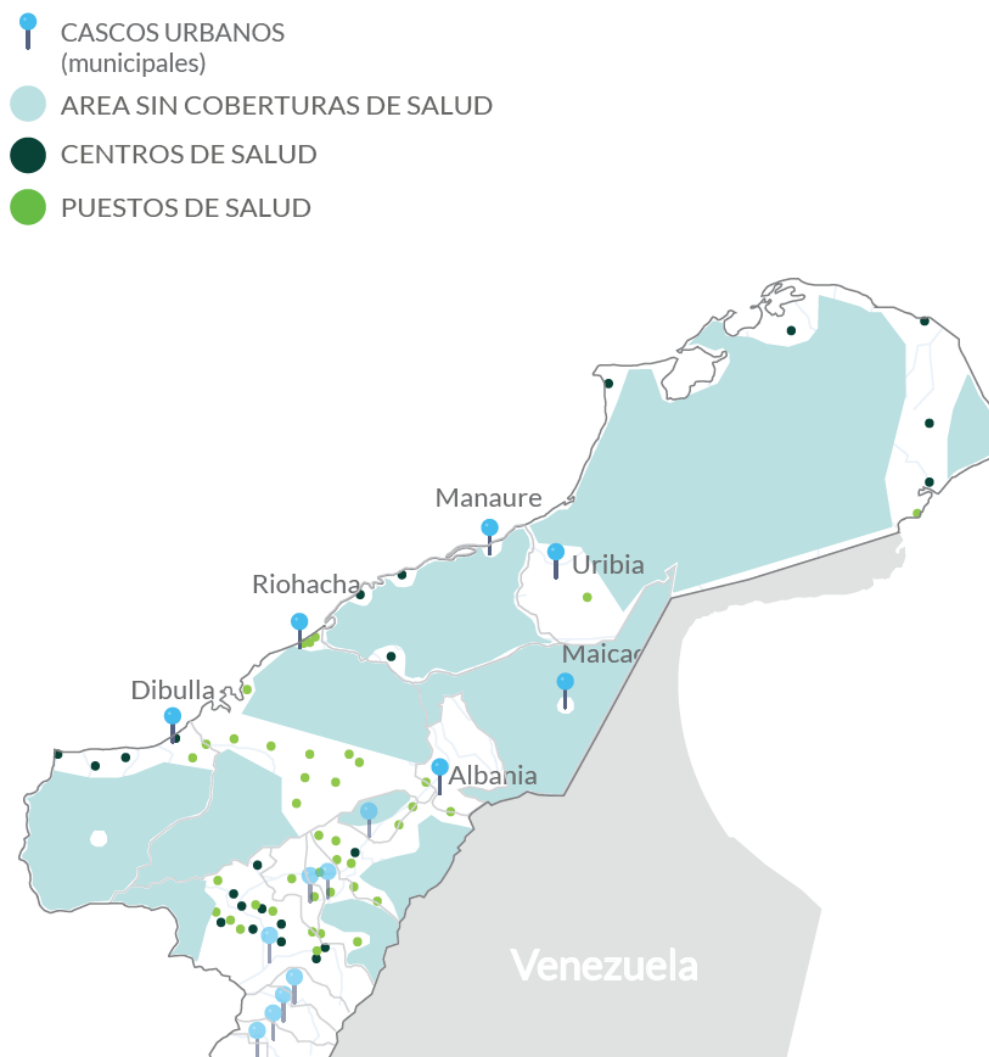 CASCOS URBANOS
(municipales)
AREA SIN COBERTURAS DE SALUD
CENTROS DE SALUD
PUESTOS DE SALUD
Manaure
Uribia
Riohacha
Maicao
Dibulla
Albania
Venezuela